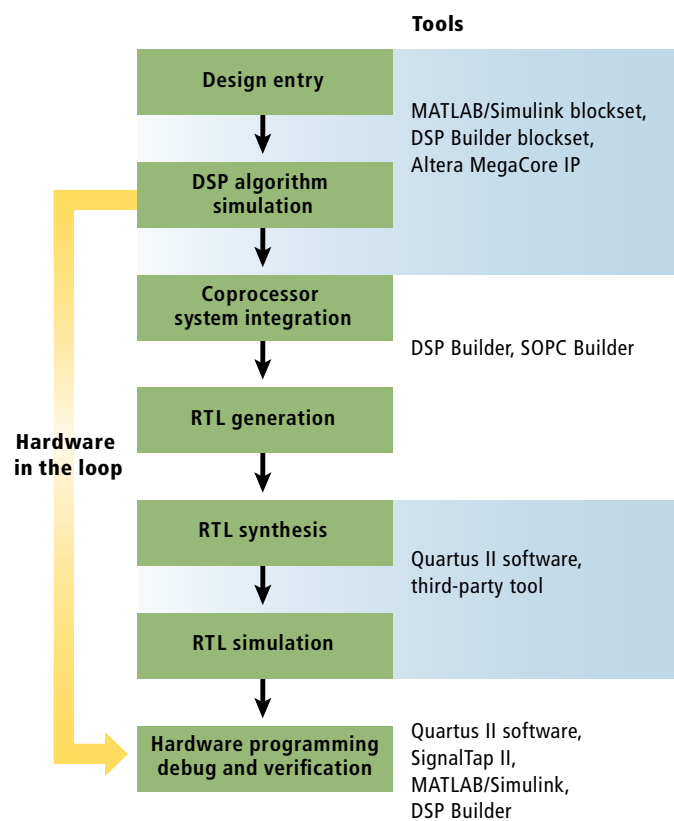 Tools
Design entry
MATLAB/Simulink blockset,
DSP Builder blockset,
Altera MegaCore IP
DSP algorithm
simulation
Coprocessor
system integration
DSP Builder, SOPC Builder
RTL generation
Hardware
in the loop
RTL synthesis
Quartus II software,
third-party tool
RTL simulation
Hardware programming
debug and verification
Quartus II software,
SignalTap II,
MATLAB/Simulink,
DSP Builder